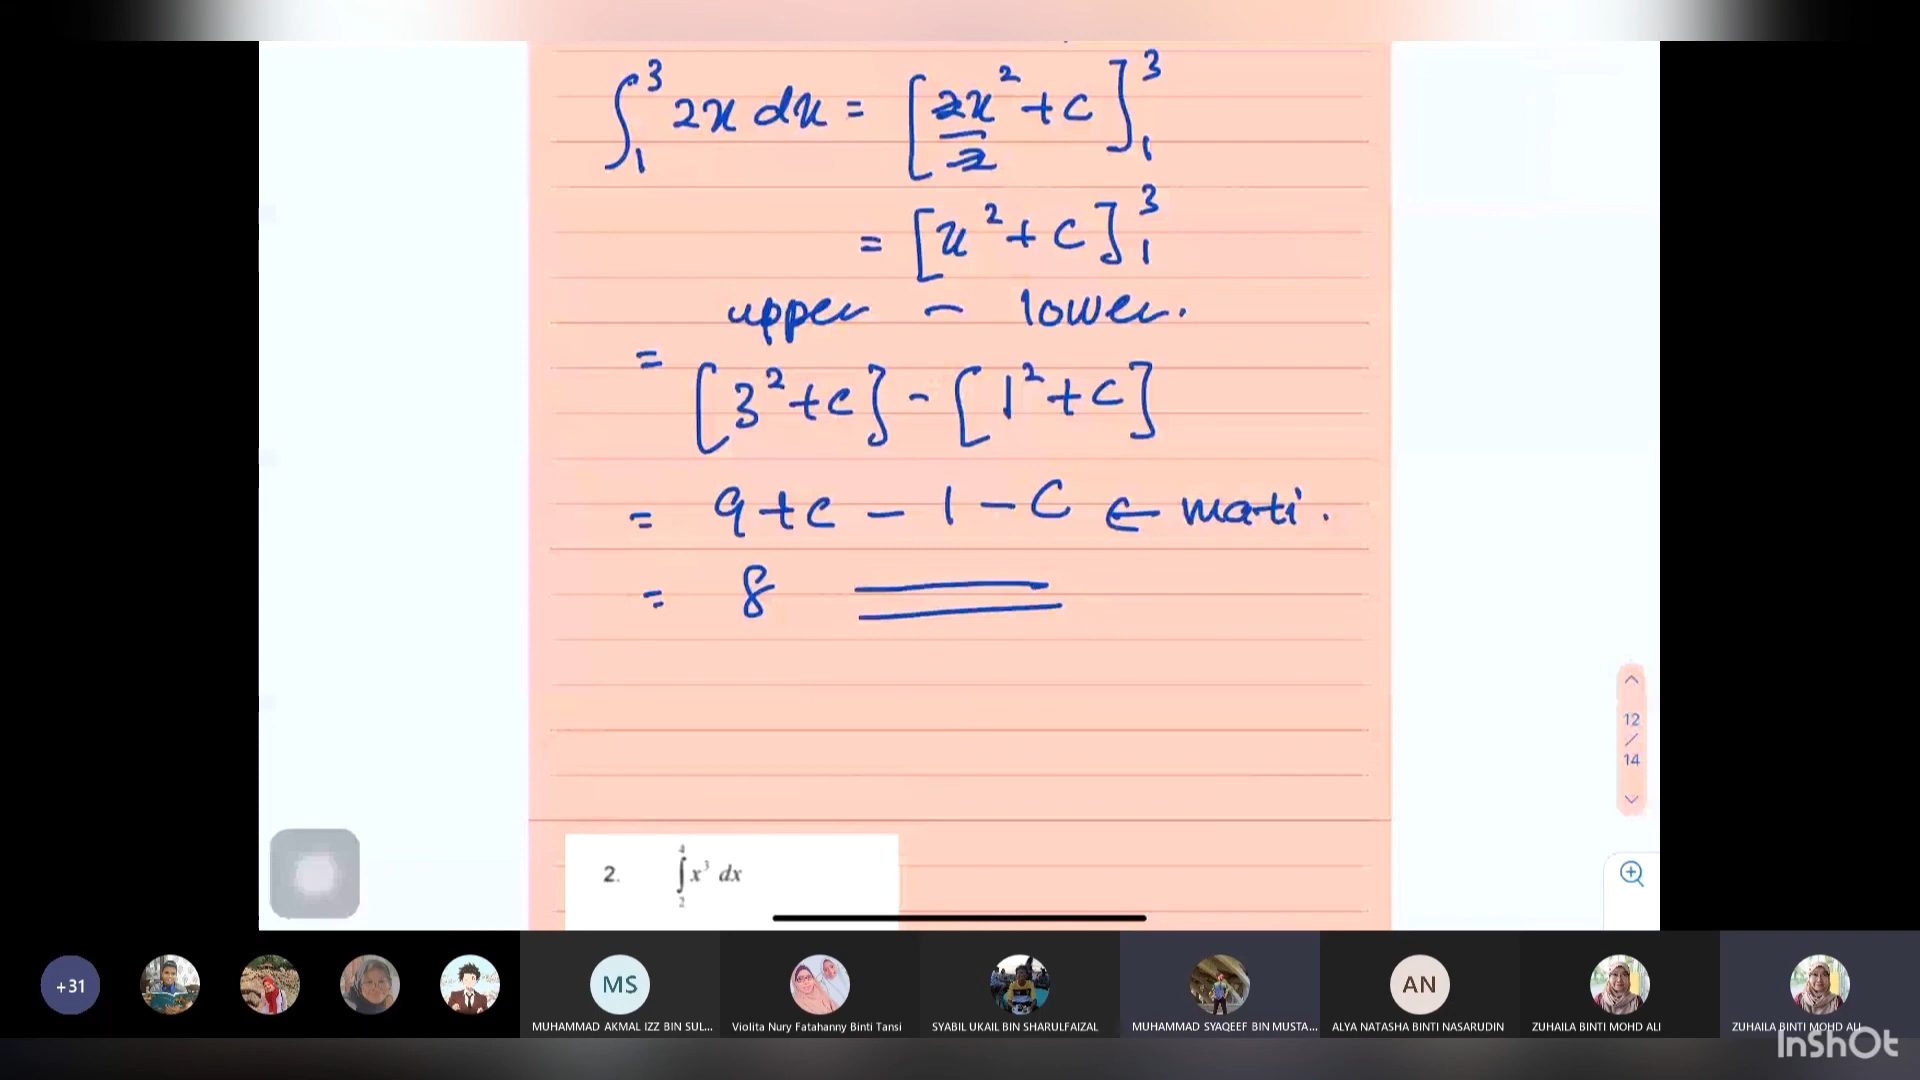 ∫₁³ 2x dx = [2x²/2 + c]₁³
= [x² + c]₁³
upper - lower.
= [3² + c] - [1² + c]
= 9 + c - 1 - C ← mati.
= 8
2. ∫₂⁴ x³ dx
12
/
14
+31
MS
AN
MUHAMMAD AKMAL IZZ BIN SUL...
Violita Nury Fatahanny Binti Tansi
SYABIL UKAIL BIN SHARULFAIZAL
MUHAMMAD SYAQEEF BIN MUSTA...
ALYA NATASHA BINTI NASARUDIN
ZUHAILA BINTI MOHD ALI
ZUHAILA BINTI MOHD ALI
InShOt